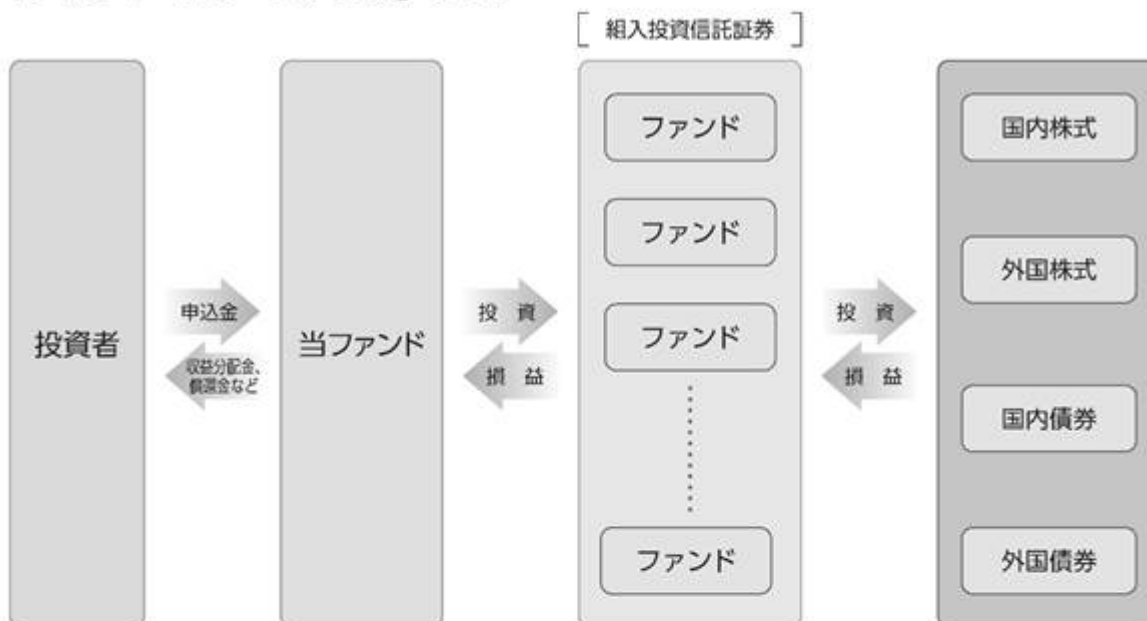 [ 組入投資信託証券 ]
投資者
申込金
収益分配金、
償還金など
当ファンド
投 資
損 益
ファンド
ファンド
ファンド
ファンド
投 資
損 益
国内株式
外国株式
国内債券
外国債券